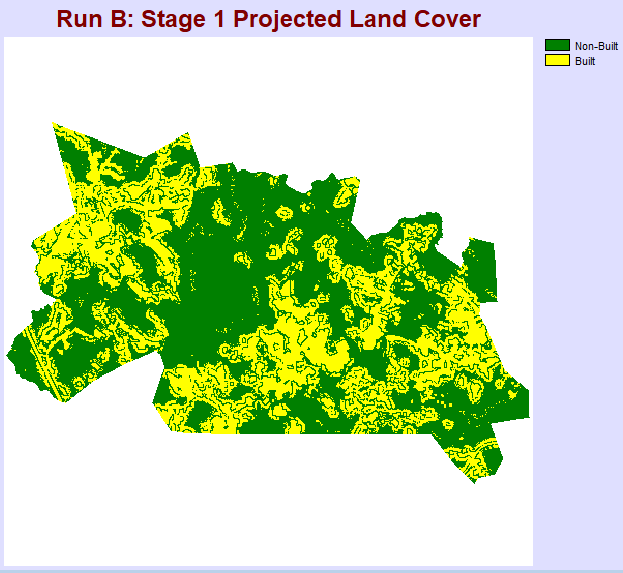 Run B: Stage 1 Projected Land Cover
Non-Built
Built